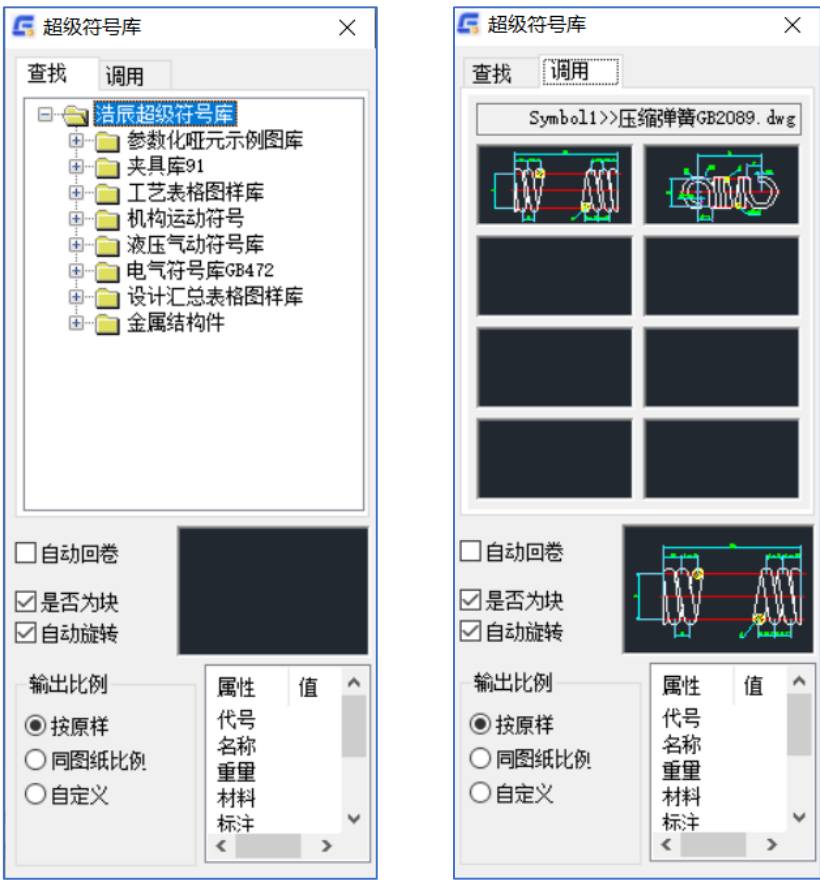 超级符号库
查找 调用
浩辰超级符号库
参数化哑元示例图库
夹具库91
工艺表格图样库
机构运动符号
液压气动符号库
电气符号库GB472
设计汇总表格图样库
金属结构件
自动回卷
是否为块
自动旋转
输出比例
按原样
同图纸比例
自定义
属性 值
代号
名称
重量
材料
标注
超级符号库
查找 调用
Symbol1>>压缩弹簧GB2089.dwg
自动回卷
是否为块
自动旋转
输出比例
按原样
同图纸比例
自定义
属性 值
代号
名称
重量
材料
标注